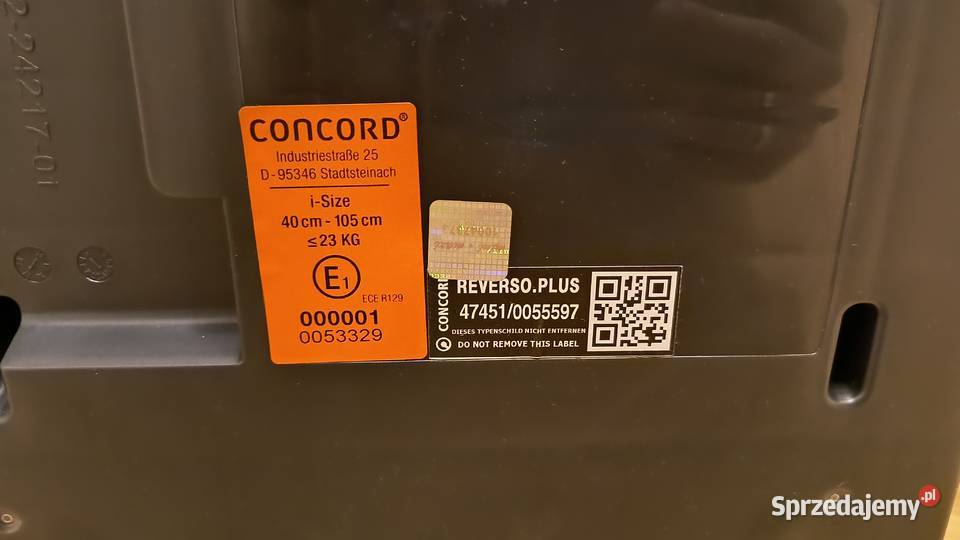 2-24217-01
CONCORD®
Industriestraße 25
D-95346 Stadtsteinach
i-Size
40 cm - 105 cm
≤ 23 KG
E1
ECE R129
000001
0053329
CONCORD
REVERSO.PLUS
47451/0055597
DIESES TYPENSCHILD NICHT ENTFERNEN
DO NOT REMOVE THIS LABEL
Sprzedajemy.pl